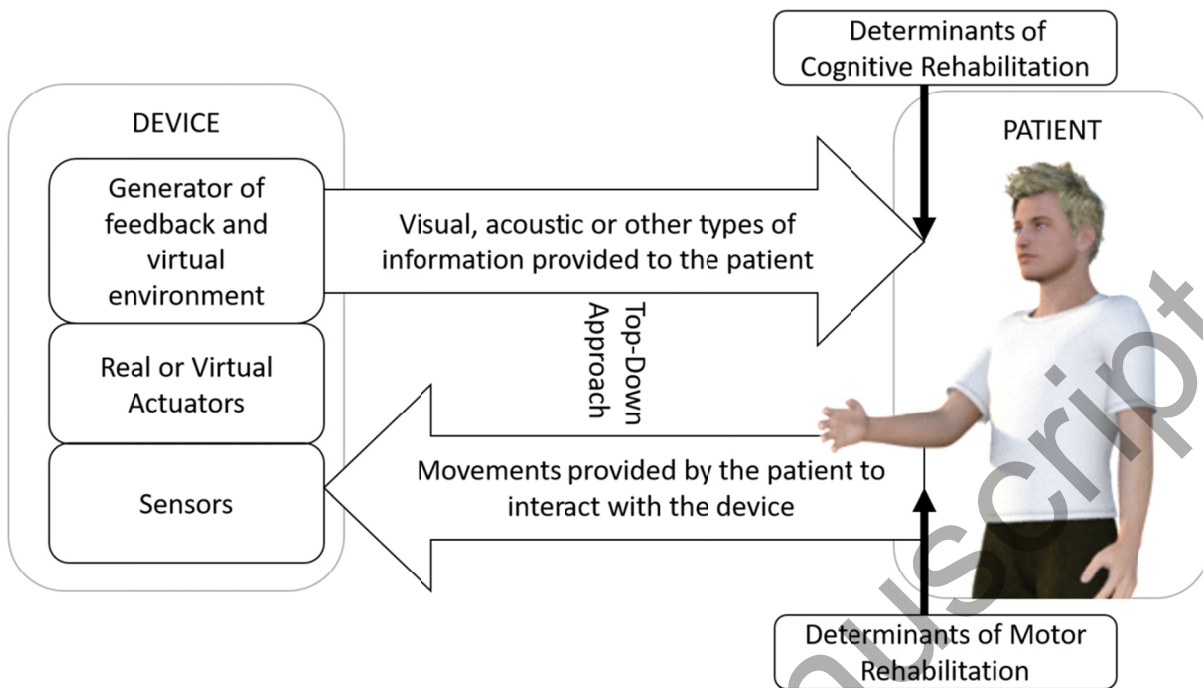 Determinants of
Cognitive Rehabilitation
DEVICE
PATIENT
Generator of
feedback and
virtual
environment
Visual, acoustic or other types of
information provided to the patient
Top-Down
Approach
Real or Virtual
Actuators
Movements provided by the patient to
interact with the device
Sensors
Determinants of Motor
Rehabilitation